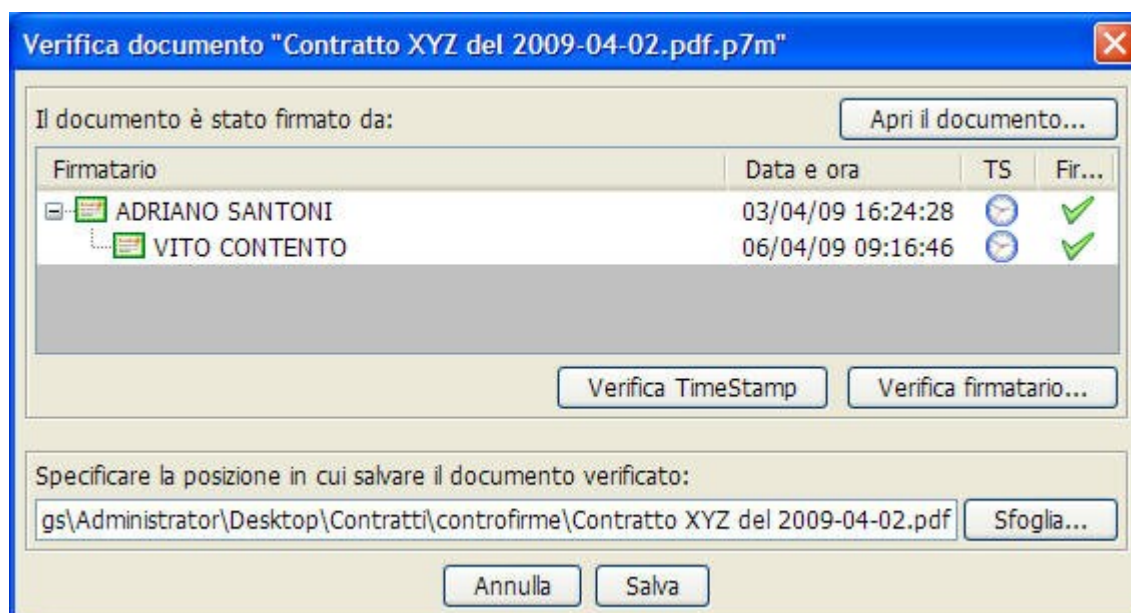 Verifica documento "Contratto XYZ del 2009-04-02.pdf.p7m"
Il documento è stato firmato da: Apri il documento...
Firmatario Data e ora TS Fir...
ADRIANO SANTONI 03/04/09 16:24:28
VITO CONTENTO 06/04/09 09:16:46
Verifica TimeStamp Verifica firmatario...
Specificare la posizione in cui salvare il documento verificato:
gs\Administrator\Desktop\Contratti\controfirme\Contratto XYZ del 2009-04-02.pdf Sfoglia...
Annulla Salva